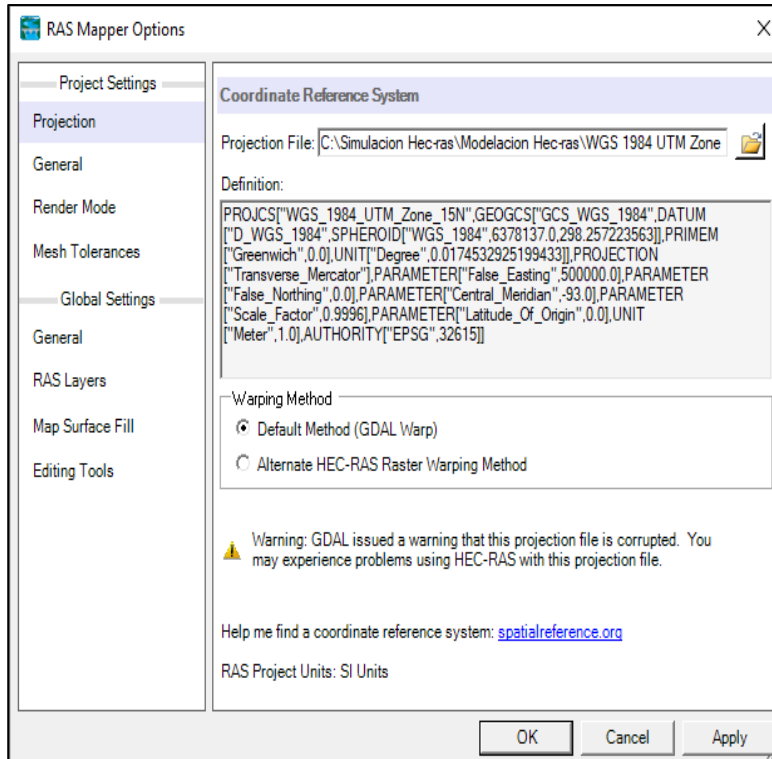 RAS Mapper Options
Project Settings
Projection
General
Render Mode
Mesh Tolerances
Global Settings
General
RAS Layers
Map Surface Fill
Editing Tools
Coordinate Reference System
Projection File: C:\Simulacion Hec-ras\Modelacion Hec-ras\WGS 1984 UTM Zone
Definition:
PROJCS["WGS_1984_UTM_Zone_15N",GEOGCS["GCS_WGS_1984",DATUM
["D_WGS_1984",SPHEROID["WGS_1984",6378137.0,298.257223563]],PRIMEM
["Greenwich",0.0],UNIT["Degree",0.0174532925199433]],PROJECTION
["Transverse_Mercator"],PARAMETER["False_Easting",500000.0],PARAMETER
["False_Northing",0.0],PARAMETER["Central_Meridian",-93.0],PARAMETER
["Scale_Factor",0.9996],PARAMETER["Latitude_Of_Origin",0.0],UNIT
["Meter",1.0],AUTHORITY["EPSG",32615]]
Warping Method
Default Method (GDAL Warp)
Alternate HEC-RAS Raster Warping Method
Warning: GDAL issued a warning that this projection file is corrupted. You
may experience problems using HEC-RAS with this projection file.
Help me find a coordinate reference system: spatialreference.org
RAS Project Units: SI Units
OK Cancel Apply